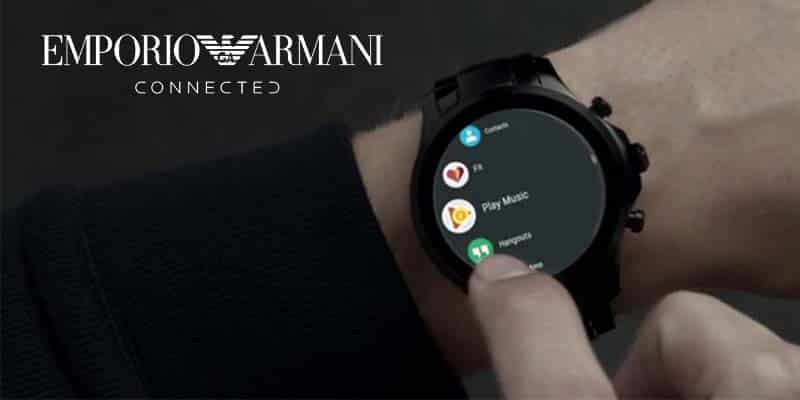 EMPORIO ARMANI
CONNECTED
Contacts
Fit
Play Music
Hangouts